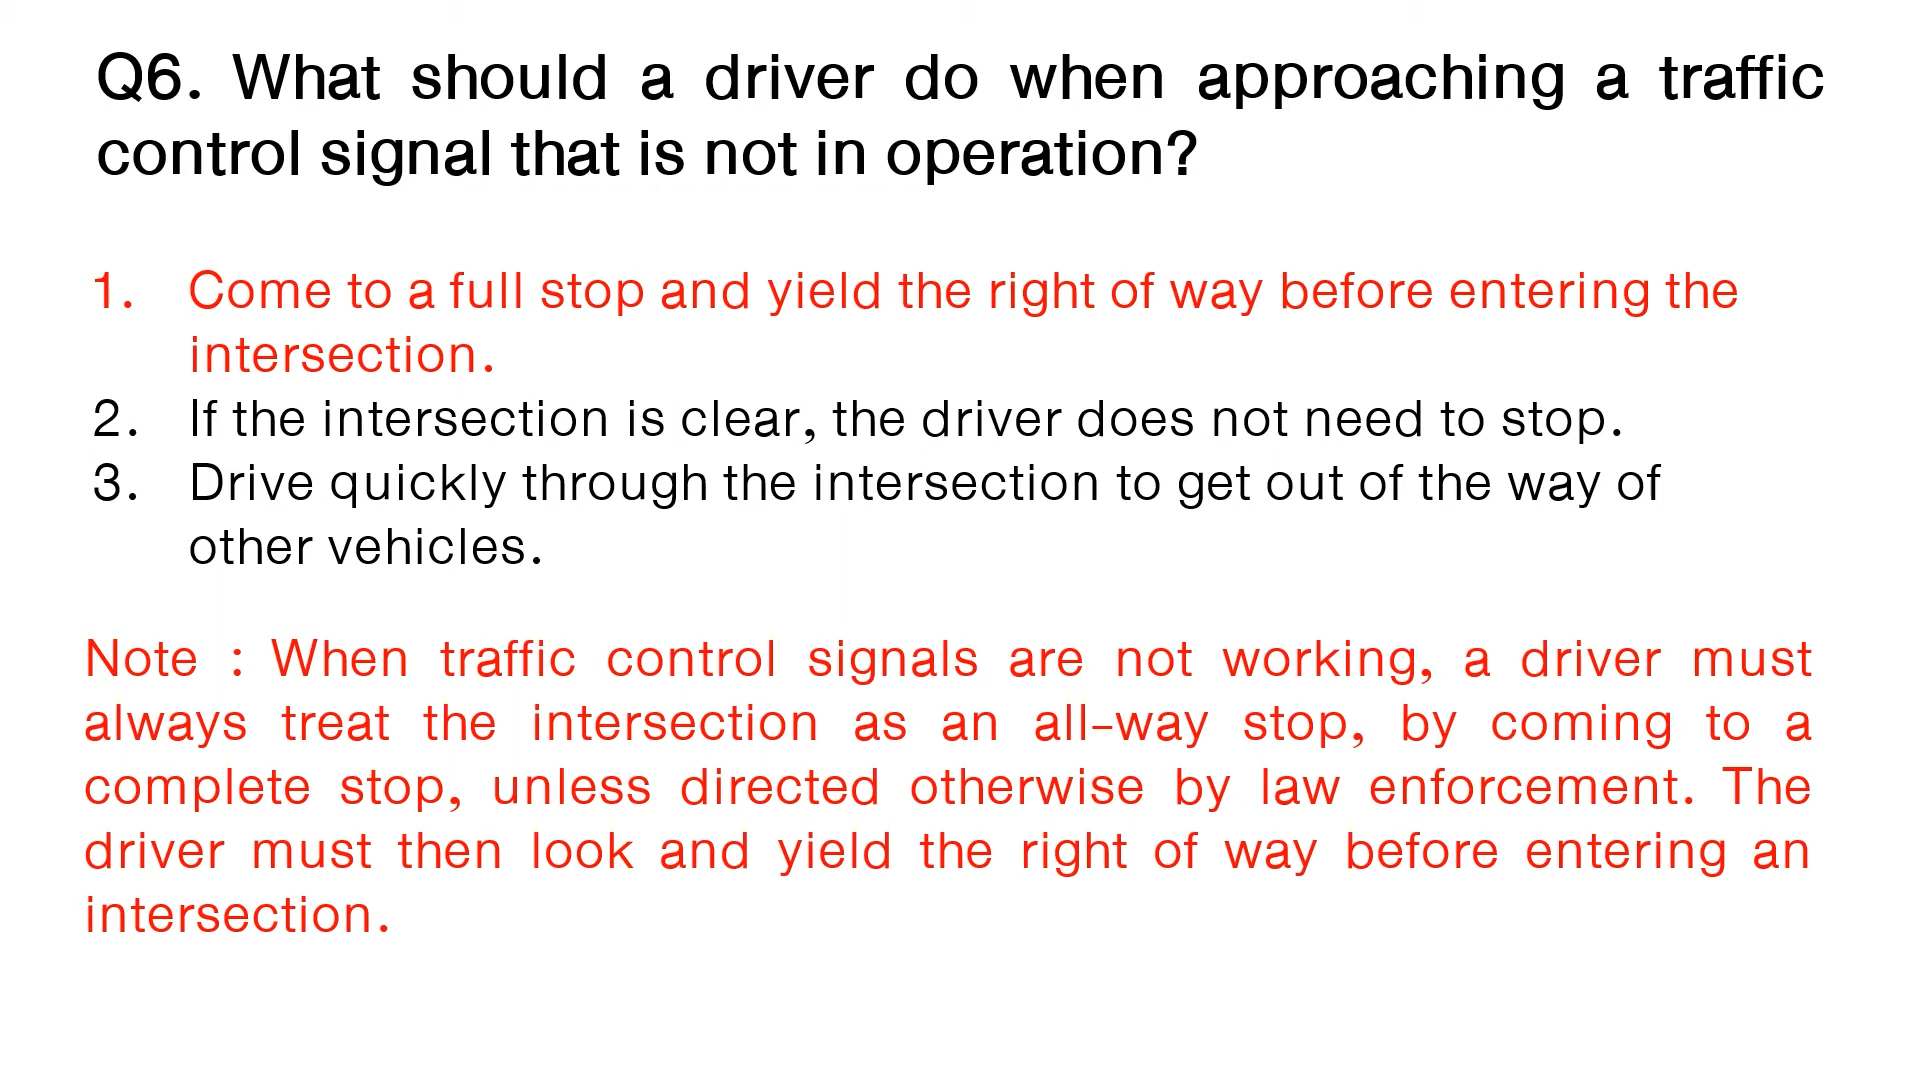 Q6. What should a driver do when approaching a traffic
control signal that is not in operation?
1. Come to a full stop and yield the right of way before entering the
intersection.
2. If the intersection is clear, the driver does not need to stop.
3. Drive quickly through the intersection to get out of the way of
other vehicles.
Note : When traffic control signals are not working, a driver must
always treat the intersection as an all-way stop, by coming to a
complete stop, unless directed otherwise by law enforcement. The
driver must then look and yield the right of way before entering an
intersection.